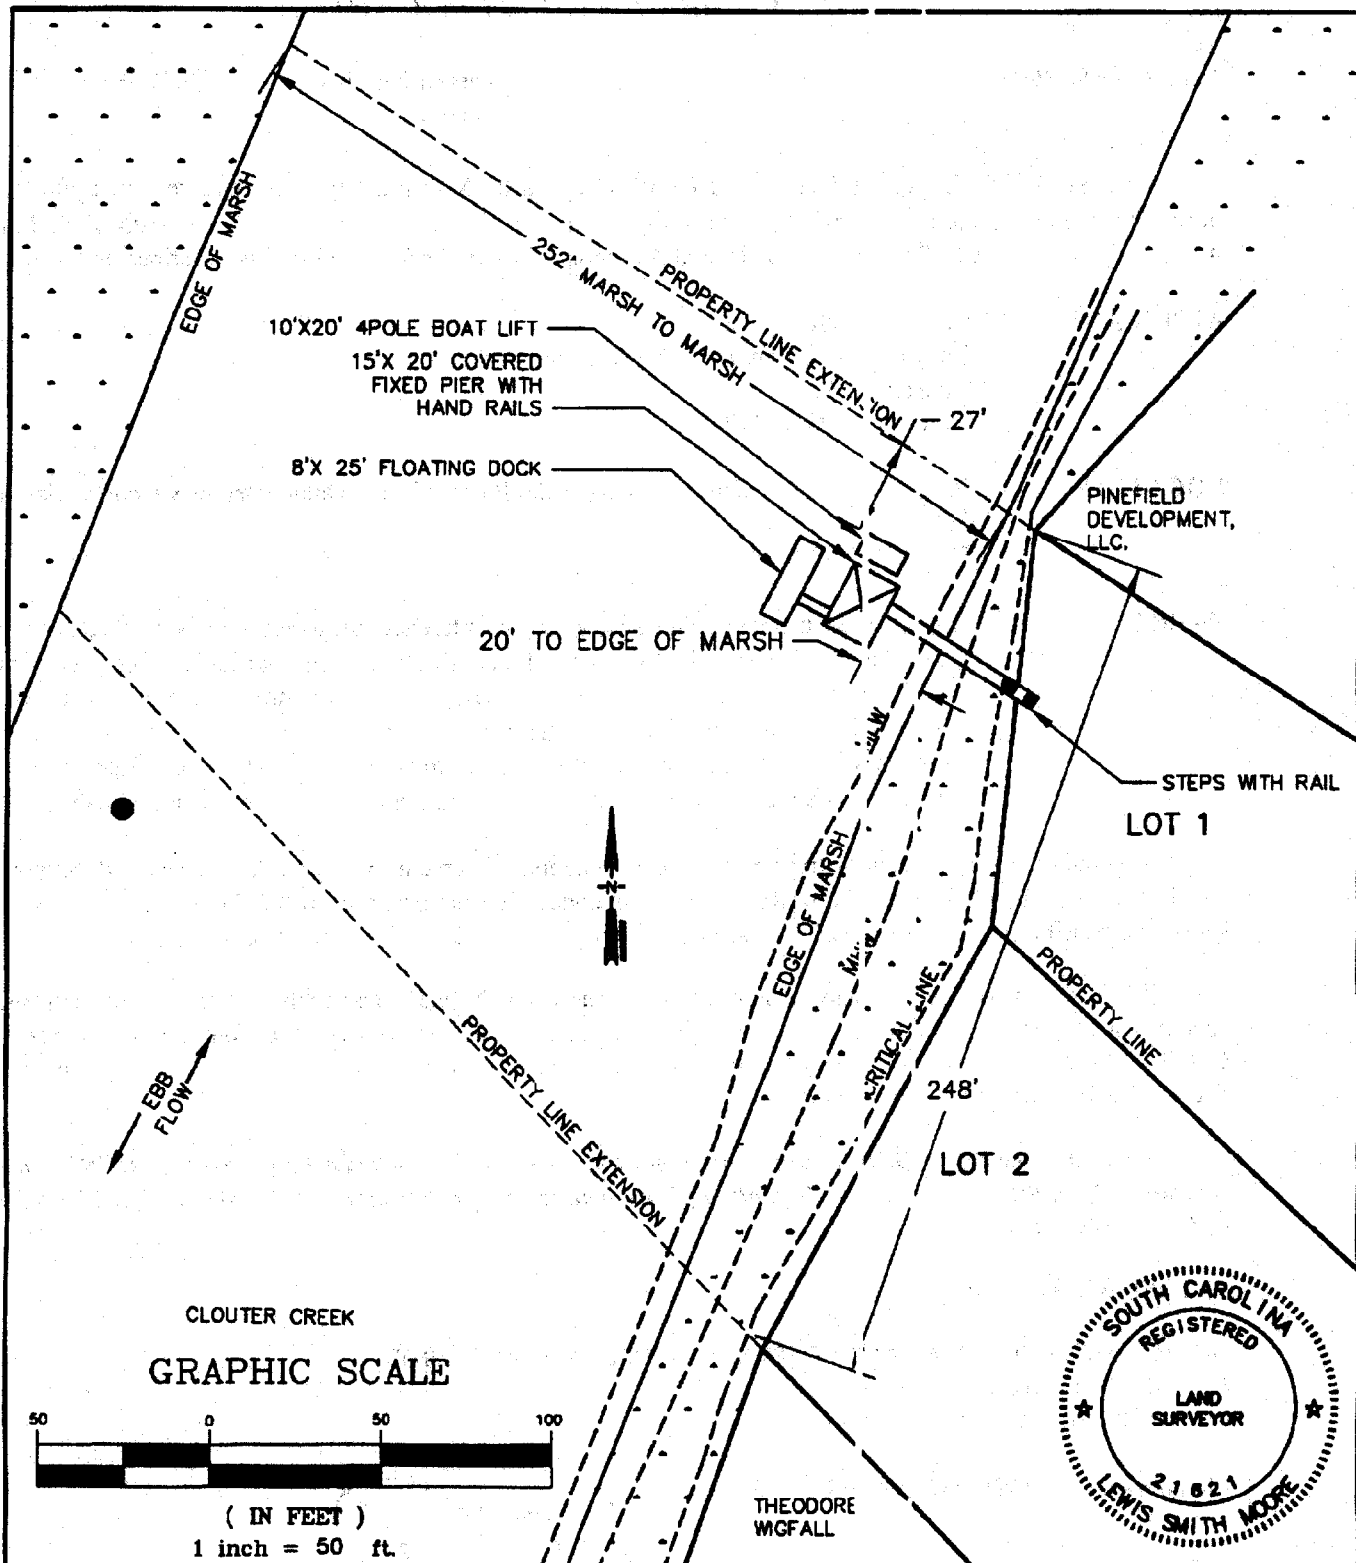 EDGE OF MARSH
252' MARSH TO MARSH
PROPERTY LINE EXTENSION
10'X20' 4POLE BOAT LIFT
15'X 20' COVERED
FIXED PIER WITH
HAND RAILS
27'
8'X 25' FLOATING DOCK
PINEFIELD
DEVELOPMENT,
LLC.
20' TO EDGE OF MARSH
STEPS WITH RAIL
LOT 1
EDGE OF MARSH
N
CRITICAL LINE
PROPERTY LINE
PROPERTY LINE EXTENSION
EBB
FLOW
248'
LOT 2
CLOUTER CREEK
GRAPHIC SCALE
50 0 50 100
( IN FEET )
1 inch = 50 ft.
THEODORE
WIGFALL
SOUTH CAROLINA
REGISTERED
LAND
SURVEYOR
21621
LEWIS SMITH MOORE